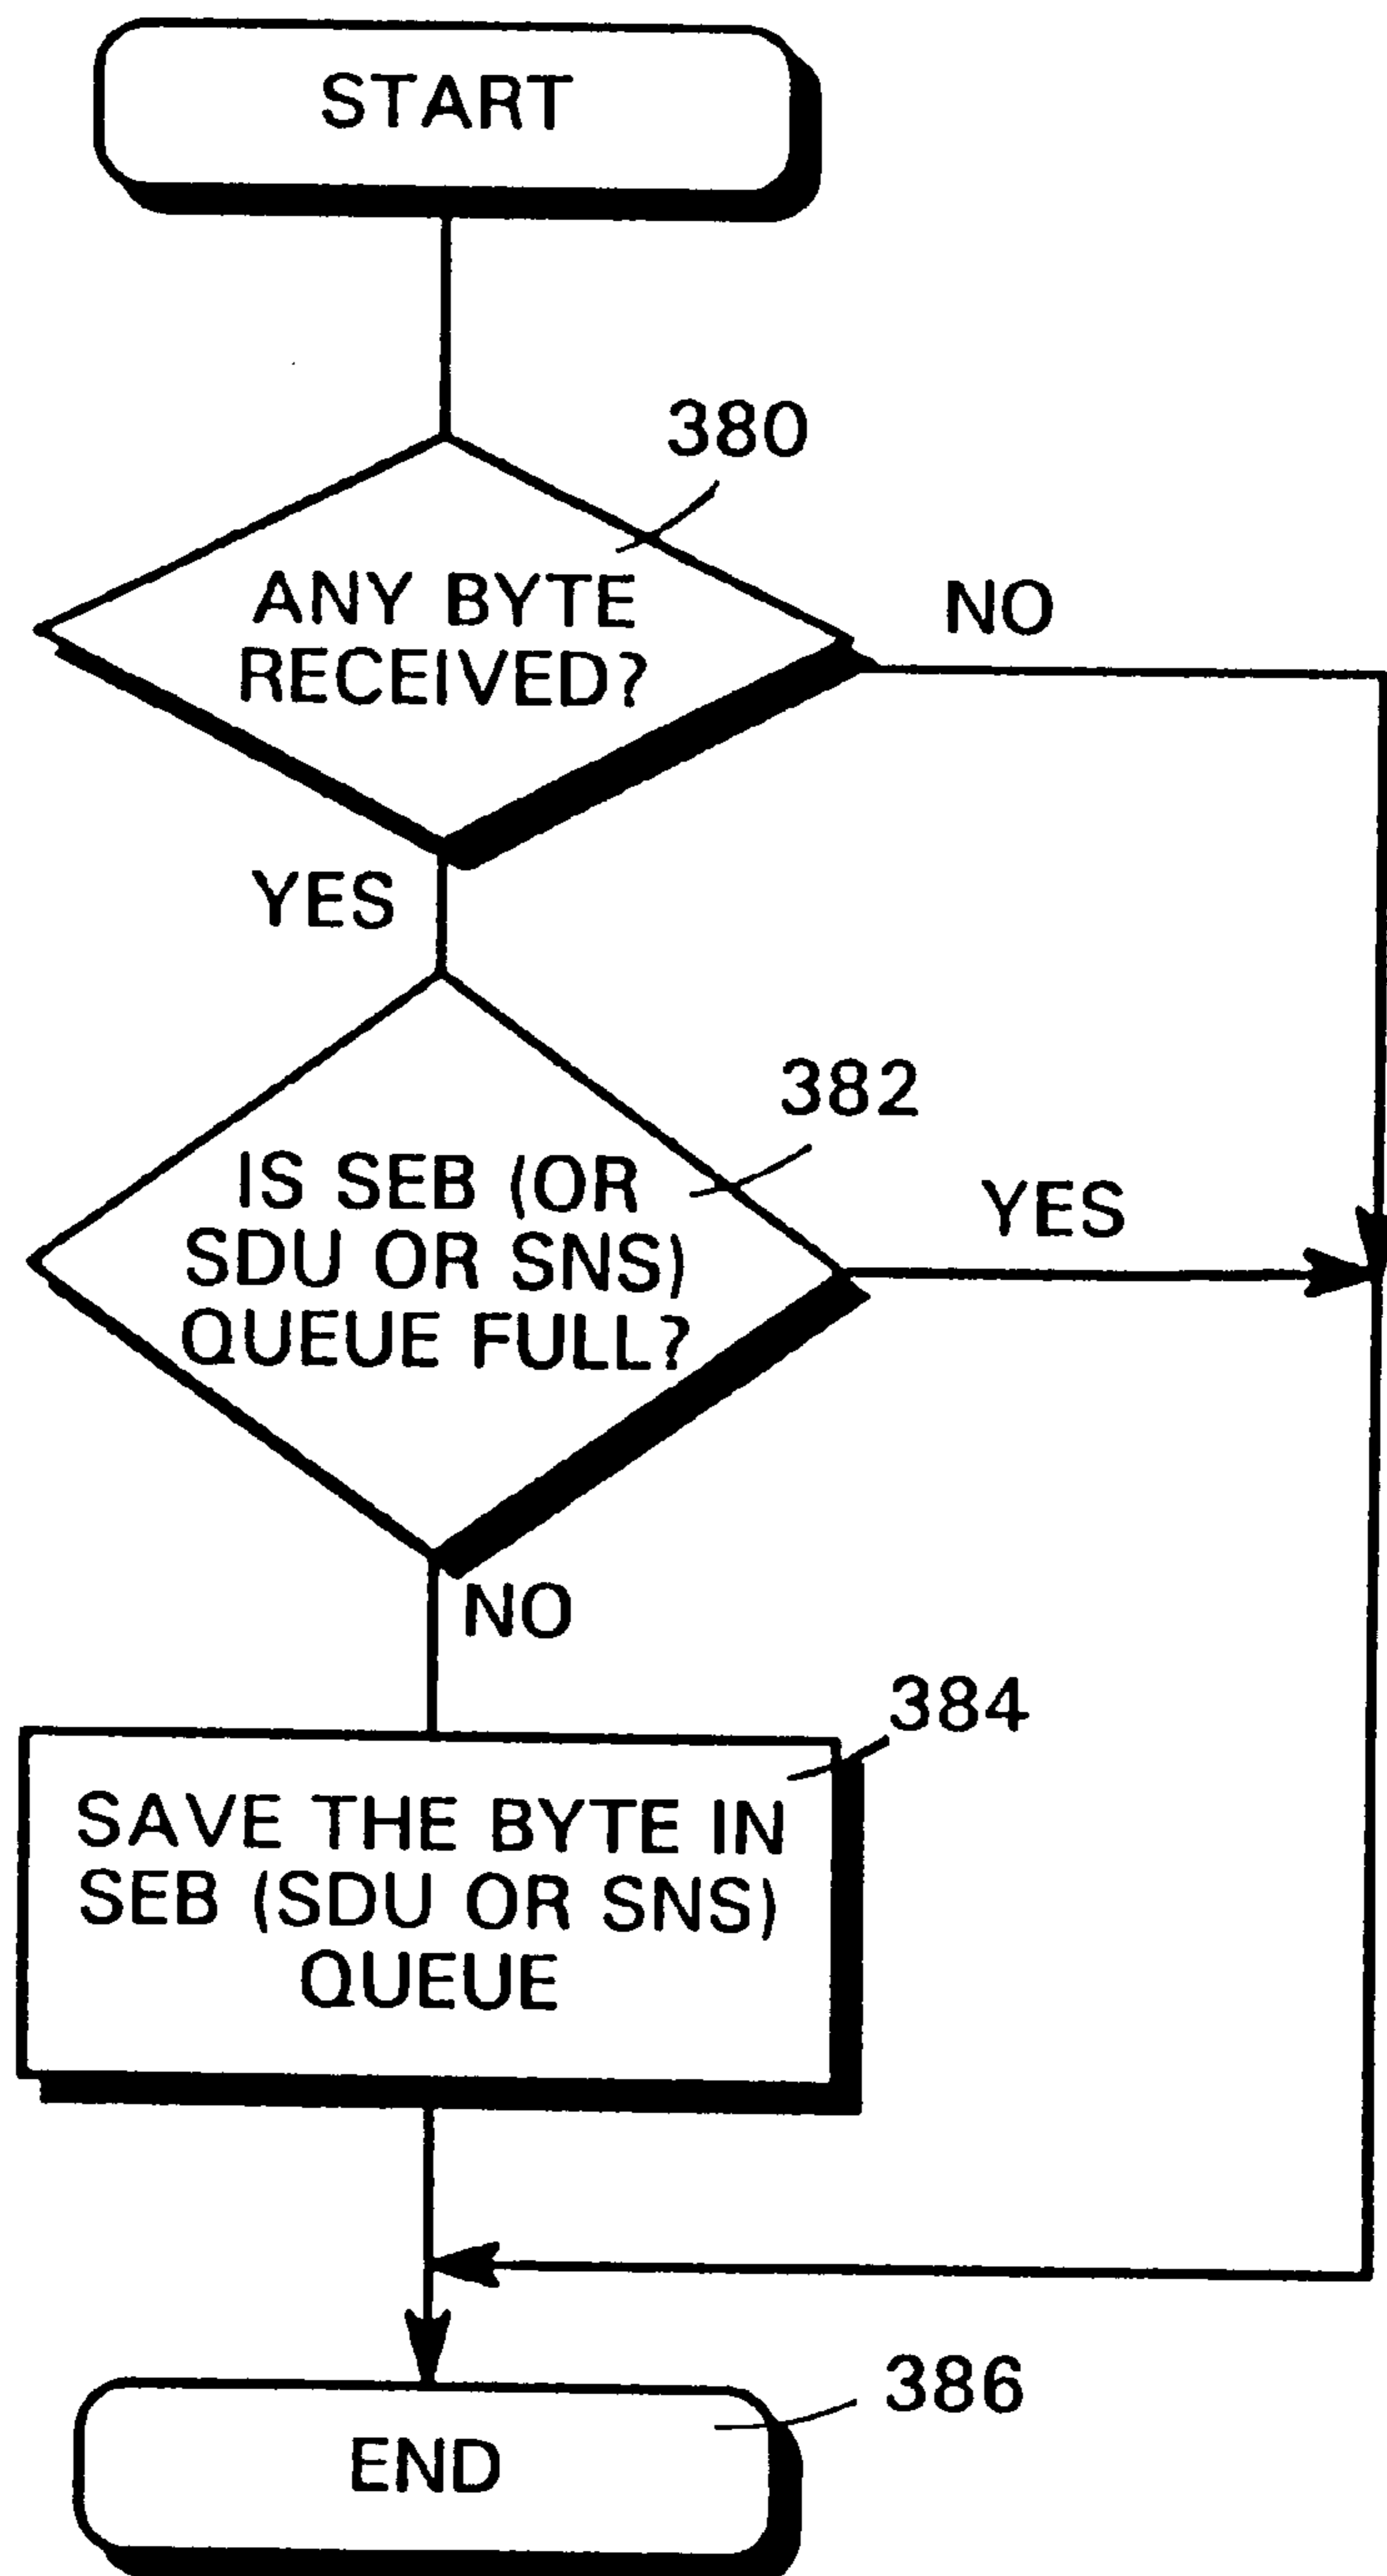 START
380
ANY BYTE
RECEIVED?
NO
YES
382
IS SEB (OR
SDU OR SNS)
QUEUE FULL?
YES
NO
384
SAVE THE BYTE IN
SEB (SDU OR SNS)
QUEUE
386
END